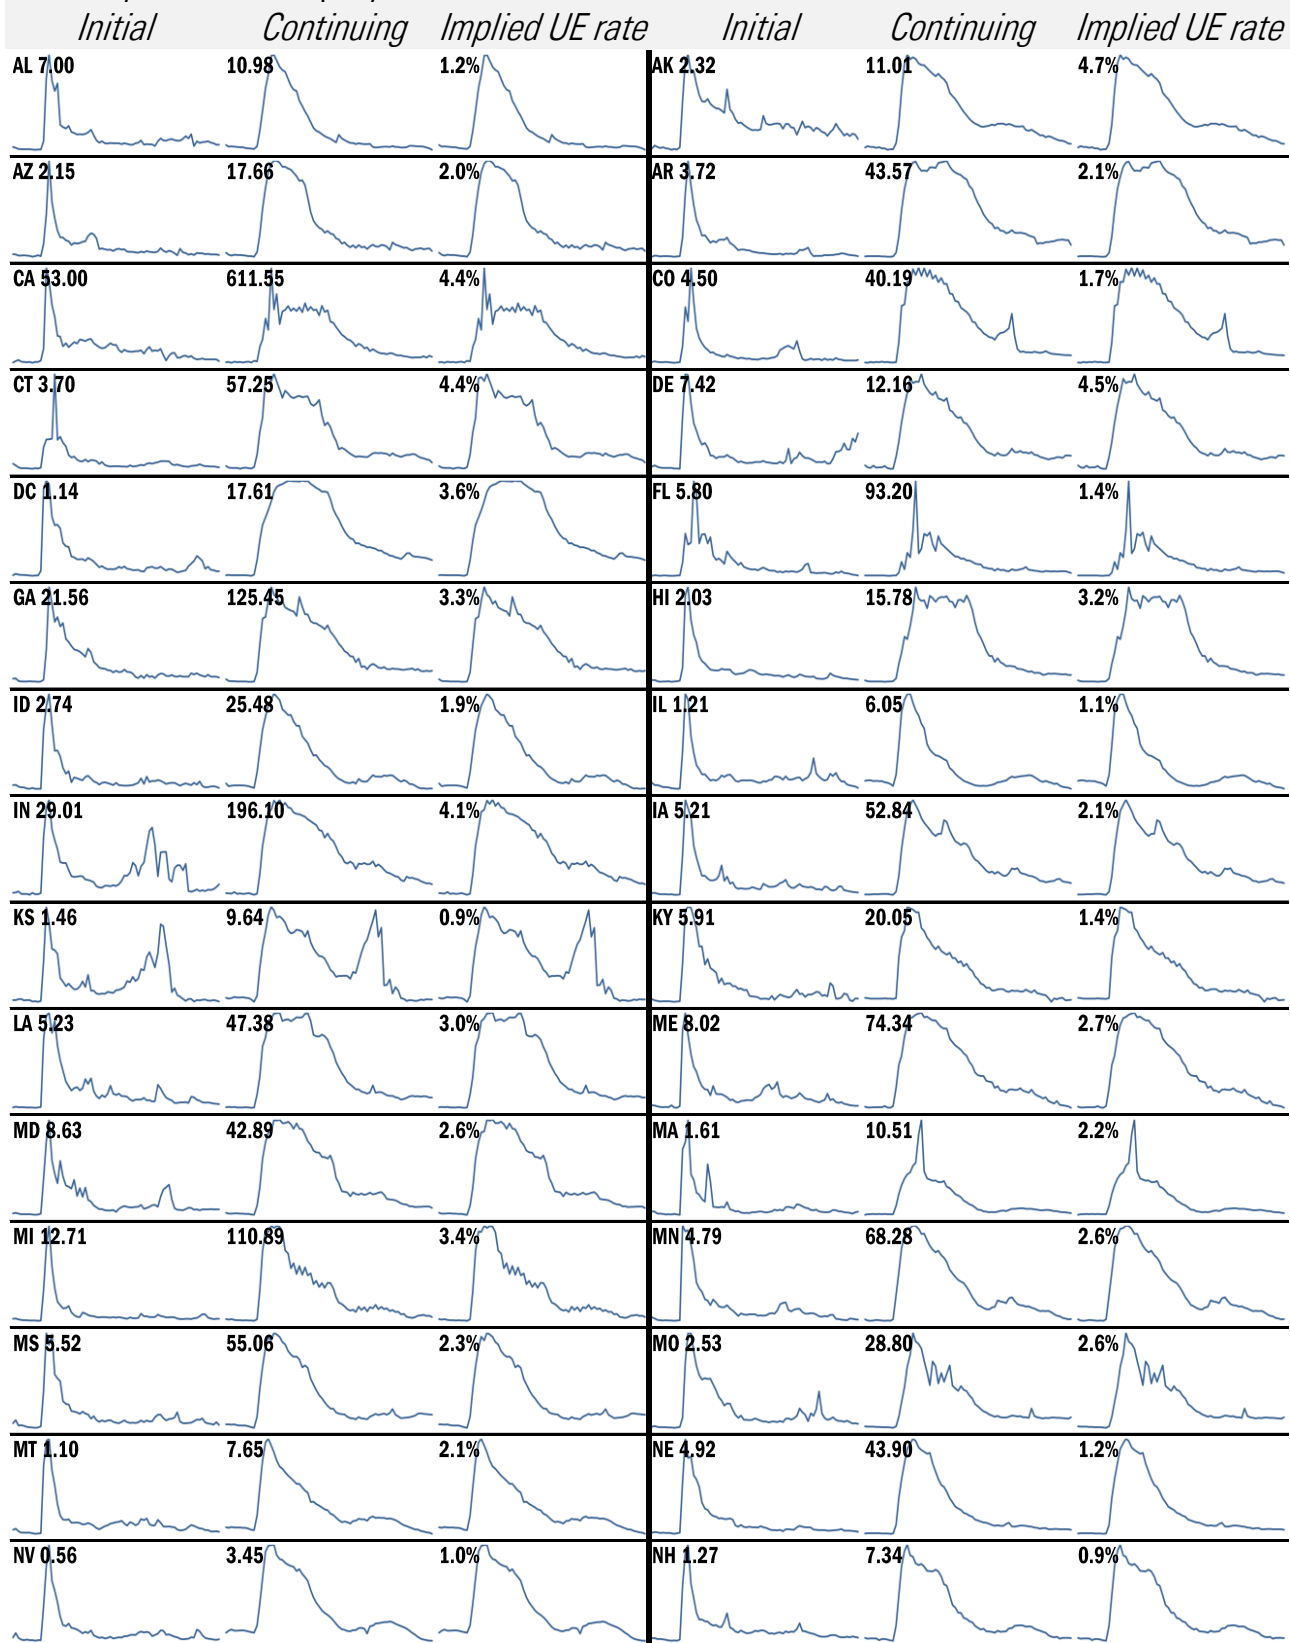 Initial Continuing Implied UE rate Initial Continuing Implied UE rate
AL 7.00 10.98 1.2% AK 2.32 11.01 4.7%
AZ 2.15 17.66 2.0% AR 3.72 43.57 2.1%
CA 53.00 611.55 4.4% CO 4.50 40.19 1.7%
CT 3.70 57.25 4.4% DE 7.42 12.16 4.5%
DC 1.14 17.61 3.6% FL 5.80 93.20 1.4%
GA 21.56 125.45 3.3% HI 2.03 15.78 3.2%
ID 2.74 25.48 1.9% IL 1.21 6.05 1.1%
IN 29.01 196.10 4.1% IA 5.21 52.84 2.1%
KS 1.46 9.64 0.9% KY 5.91 20.05 1.4%
LA 5.23 47.38 3.0% ME 8.02 74.34 2.7%
MD 8.63 42.89 2.6% MA 1.61 10.51 2.2%
MI 12.71 110.89 3.4% MN 4.79 68.28 2.6%
MS 5.52 55.06 2.3% MO 2.53 28.80 2.6%
MT 1.10 7.65 2.1% NE 4.92 43.90 1.2%
NV 0.56 3.45 1.0% NH 1.27 7.34 0.9%